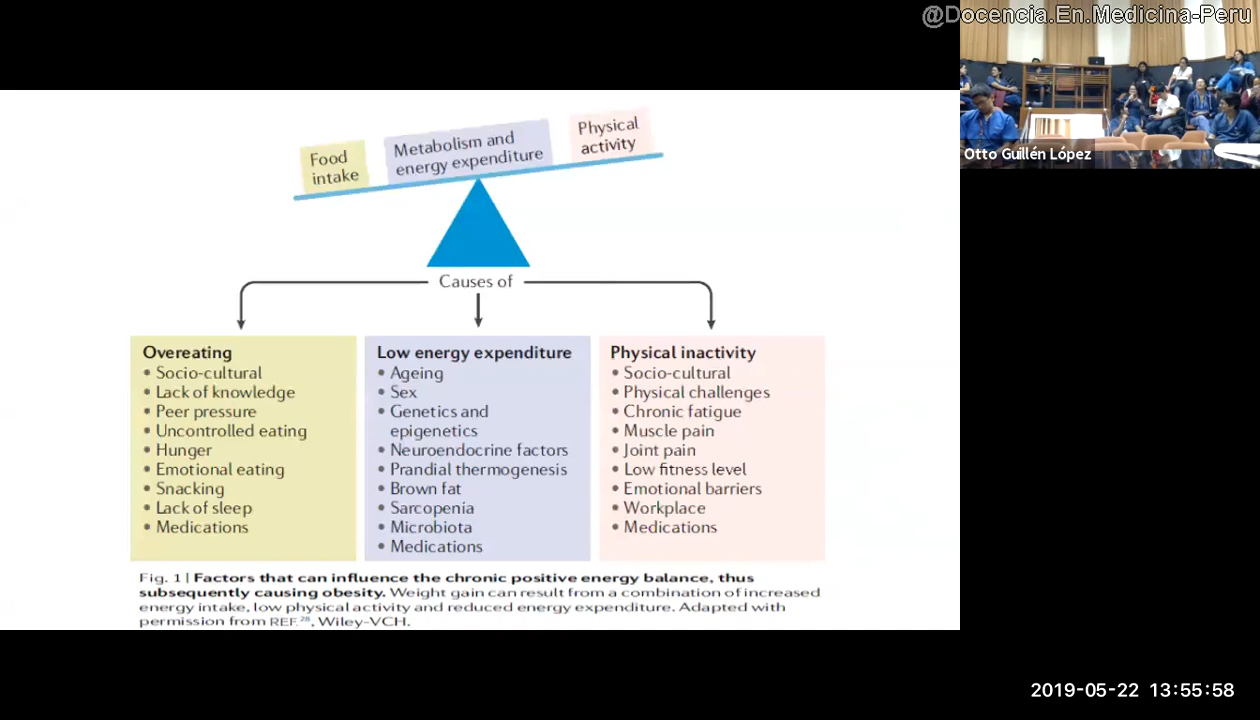 @Docencia.En.Medicina-Peru
Otto Guillén López
Food
intake
Metabolism and
energy expenditure
Physical
activity
Causes of
Overeating
• Socio-cultural
• Lack of knowledge
• Peer pressure
• Uncontrolled eating
• Hunger
• Emotional eating
• Snacking
• Lack of sleep
• Medications
Low energy expenditure
• Ageing
• Sex
• Genetics and
epigenetics
• Neuroendocrine factors
• Prandial thermogenesis
• Brown fat
• Sarcopenia
• Microbiota
• Medications
Physical inactivity
• Socio-cultural
• Physical challenges
• Chronic fatigue
• Muscle pain
• Joint pain
• Low fitness level
• Emotional barriers
• Workplace
• Medications
Fig. 1 | Factors that can influence the chronic positive energy balance, thus
subsequently causing obesity. Weight gain can result from a combination of increased
energy intake, low physical activity and reduced energy expenditure. Adapted with
permission from REF.²⁸, Wiley-VCH.
2019-05-22 13:55:58